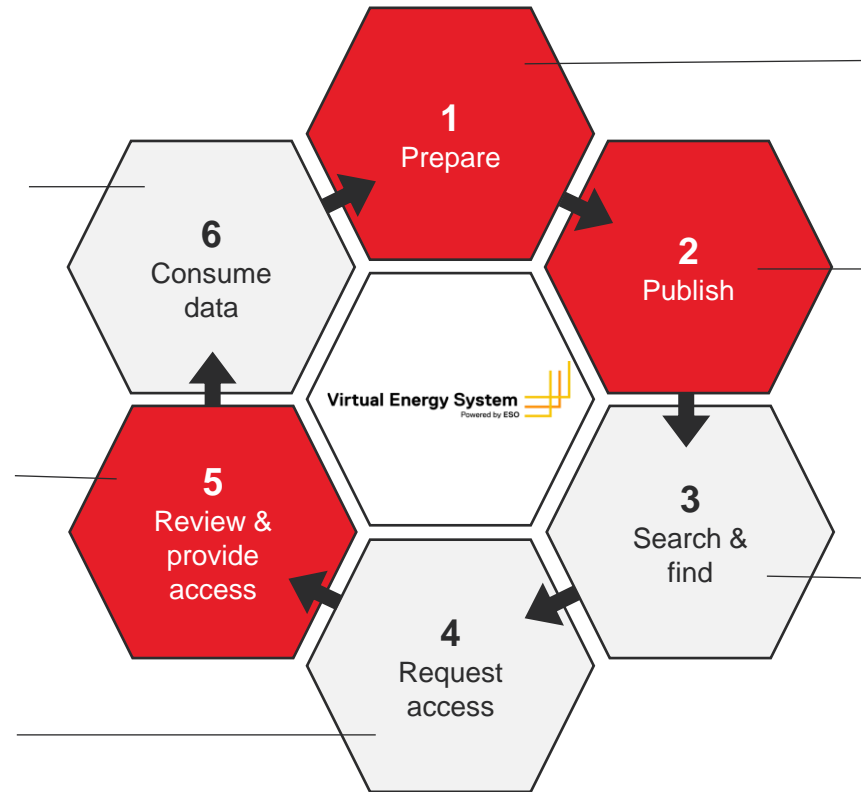 1
Prepare
2
Publish
3
Search &
find
4
Request
access
5
Review &
provide
access
6
Consume
data
Virtual Energy System
Powered by ESO